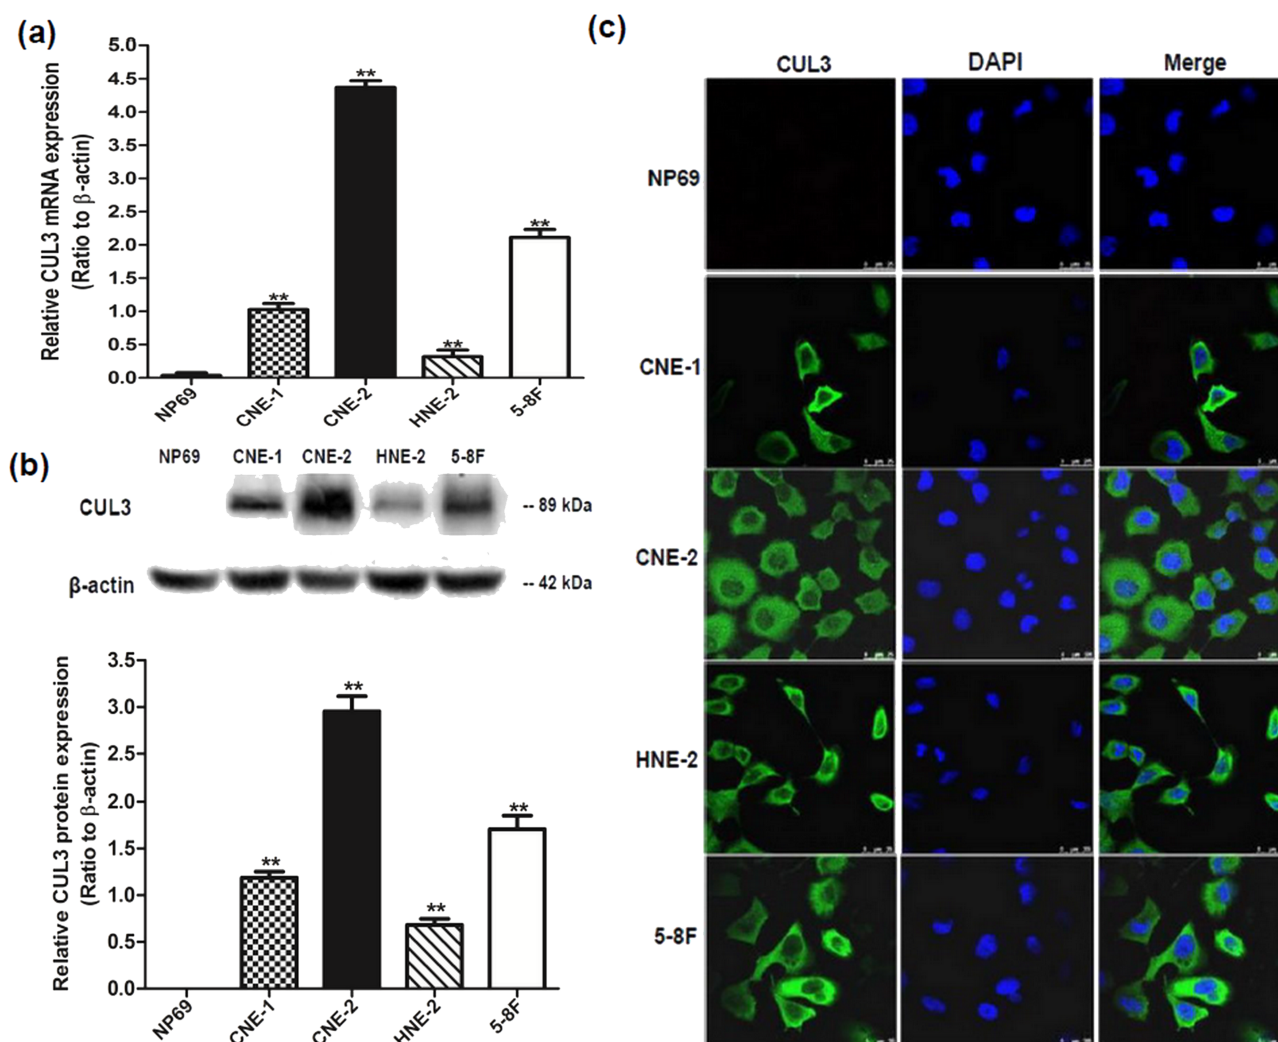 (a)
Relative CUL3 mRNA expression
(Ratio to β-actin)
5.0
4.5
4.0
3.5
3.0
2.5
2.0
1.5
1.0
0.5
0.0
**
**
**
**
NP69
CNE-1
CNE-2
HNE-2
5-8F
(b)
NP69 CNE-1 CNE-2 HNE-2 5-8F
CUL3
-- 89 kDa
β-actin
-- 42 kDa
Relative CUL3 protein expression
(Ratio to β-actin)
3.5
3.0
2.5
2.0
1.5
1.0
0.5
0.0
**
**
**
**
NP69
CNE-1
CNE-2
HNE-2
5-8F
(c)
CUL3 DAPI Merge
NP69
CNE-1
CNE-2
HNE-2
5-8F